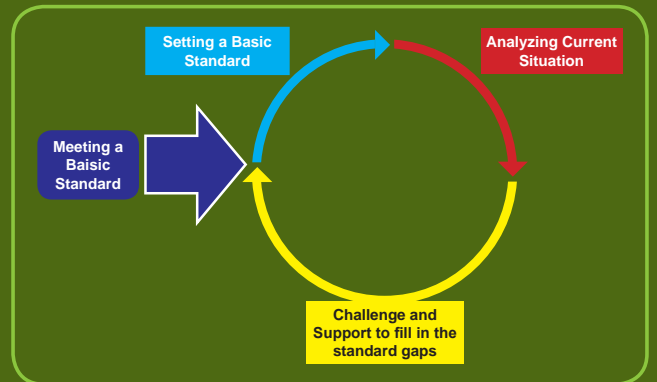 Setting a Basic
Standard
Analyzing Current
Situation
Meeting a
Baisic
Standard
Challenge and
Support to fill in the
standard gaps